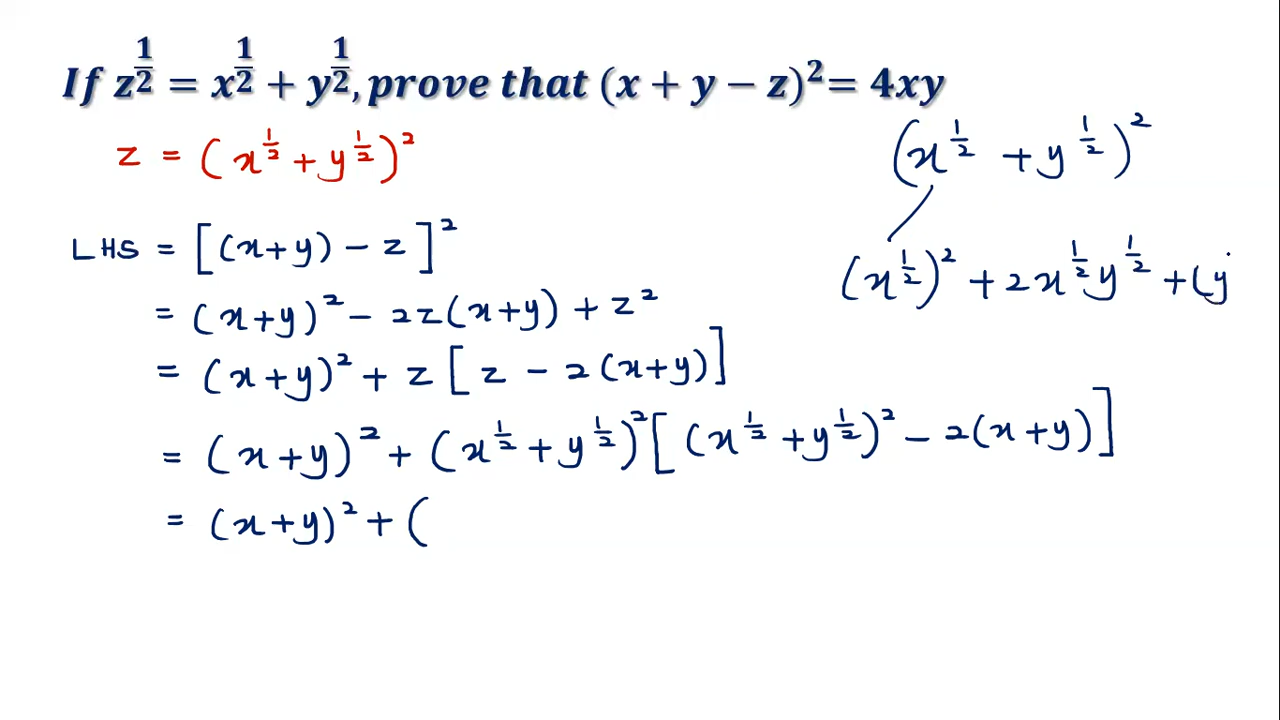 If z^{1/2} = x^{1/2} + y^{1/2}, prove that (x + y − z)^2 = 4xy
z = (x^{1/2} + y^{1/2})^2
(x^{1/2} + y^{1/2})^2
LHS = [(x+y) − z]^2
(x^{1/2})^2 + 2x^{1/2}y^{1/2} + (y
= (x+y)^2 − 2z(x+y) + z^2
= (x+y)^2 + z[z − 2(x+y)]
= (x+y)^2 + (x^{1/2} + y^{1/2})^2[(x^{1/2} + y^{1/2})^2 − 2(x+y)]
= (x+y)^2 + (